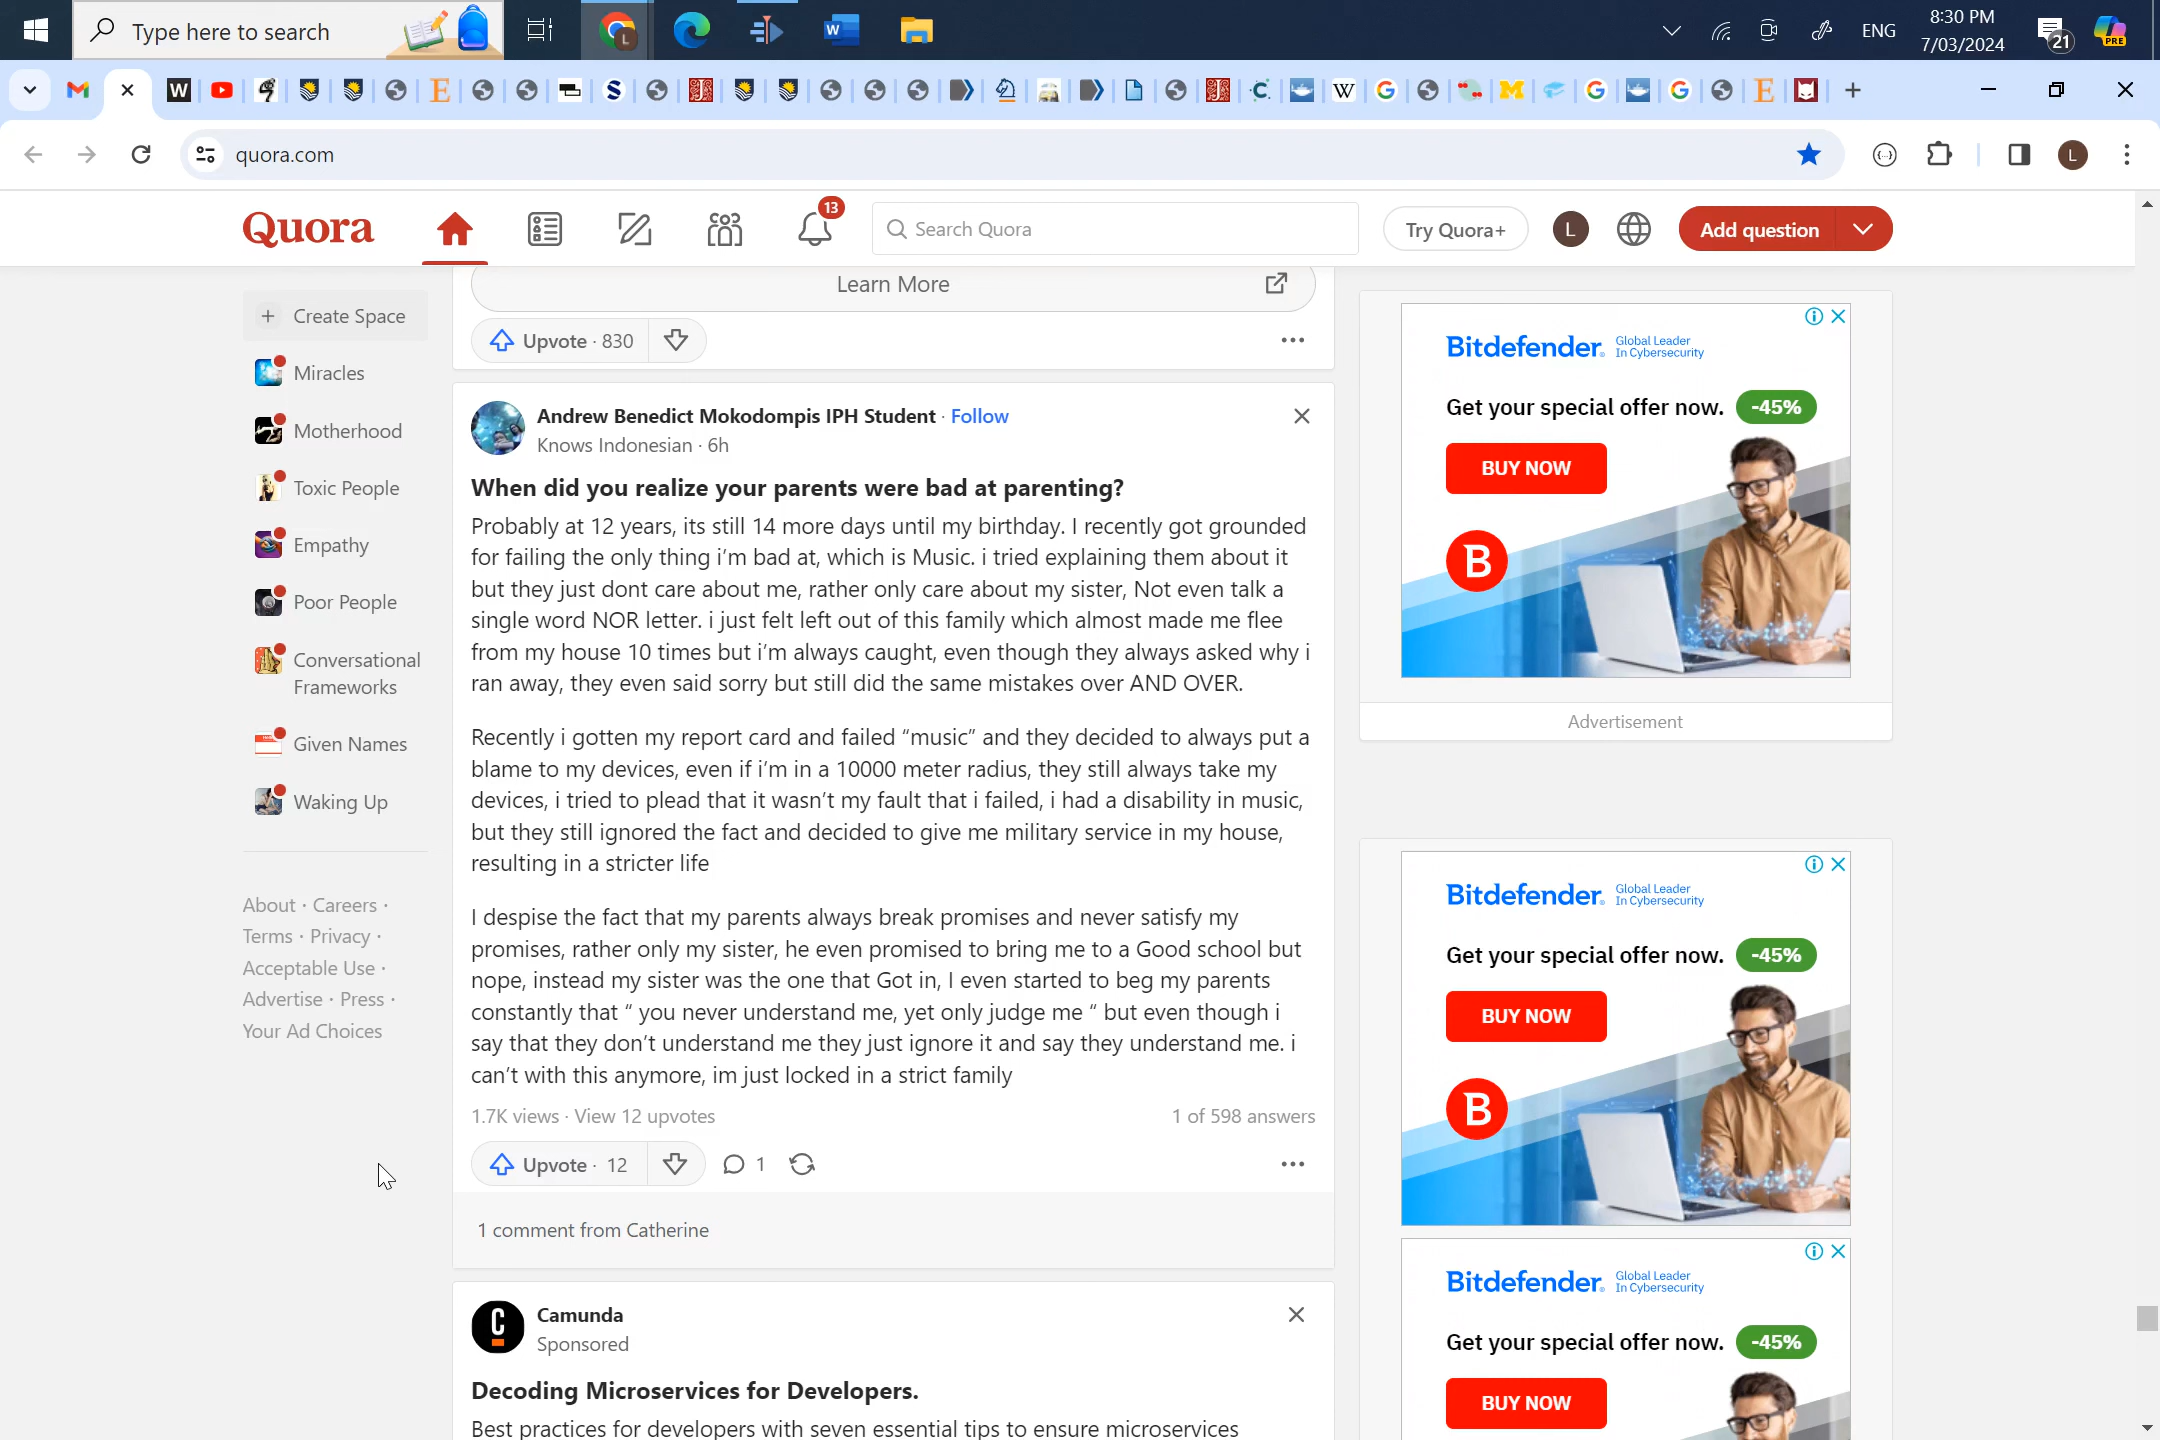 Type here to search
ENG
8:30 PM
7/03/2024
21
PRE
quora.com
L
Quora
13
Search Quora
Try Quora+
L
Add question
Create Space
Miracles
Motherhood
Toxic People
Empathy
Poor People
Conversational
Frameworks
Given Names
Waking Up
About · Careers ·
Terms · Privacy ·
Acceptable Use ·
Advertise · Press ·
Your Ad Choices
Learn More
Upvote · 830
Andrew Benedict Mokodompis IPH Student · Follow
Knows Indonesian · 6h
When did you realize your parents were bad at parenting?
Probably at 12 years, its still 14 more days until my birthday. I recently got grounded
for failing the only thing i’m bad at, which is Music. i tried explaining them about it
but they just dont care about me, rather only care about my sister, Not even talk a
single word NOR letter. i just felt left out of this family which almost made me flee
from my house 10 times but i’m always caught, even though they always asked why i
ran away, they even said sorry but still did the same mistakes over AND OVER.
Recently i gotten my report card and failed “music” and they decided to always put a
blame to my devices, even if i’m in a 10000 meter radius, they still always take my
devices, i tried to plead that it wasn’t my fault that i failed, i had a disability in music,
but they still ignored the fact and decided to give me military service in my house,
resulting in a stricter life
I despise the fact that my parents always break promises and never satisfy my
promises, rather only my sister, he even promised to bring me to a Good school but
nope, instead my sister was the one that Got in, I even started to beg my parents
constantly that “ you never understand me, yet only judge me “ but even though i
say that they don’t understand me they just ignore it and say they understand me. i
can’t with this anymore, im just locked in a strict family
1.7K views · View 12 upvotes
1 of 598 answers
Upvote · 12
1
1 comment from Catherine
Camunda
Sponsored
Decoding Microservices for Developers.
Best practices for developers with seven essential tips to ensure microservices
Bitdefender
Global Leader
In Cybersecurity
Get your special offer now. -45%
BUY NOW
B
Advertisement
Bitdefender
Global Leader
In Cybersecurity
Get your special offer now. -45%
BUY NOW
B
Bitdefender
Global Leader
In Cybersecurity
Get your special offer now. -45%
BUY NOW